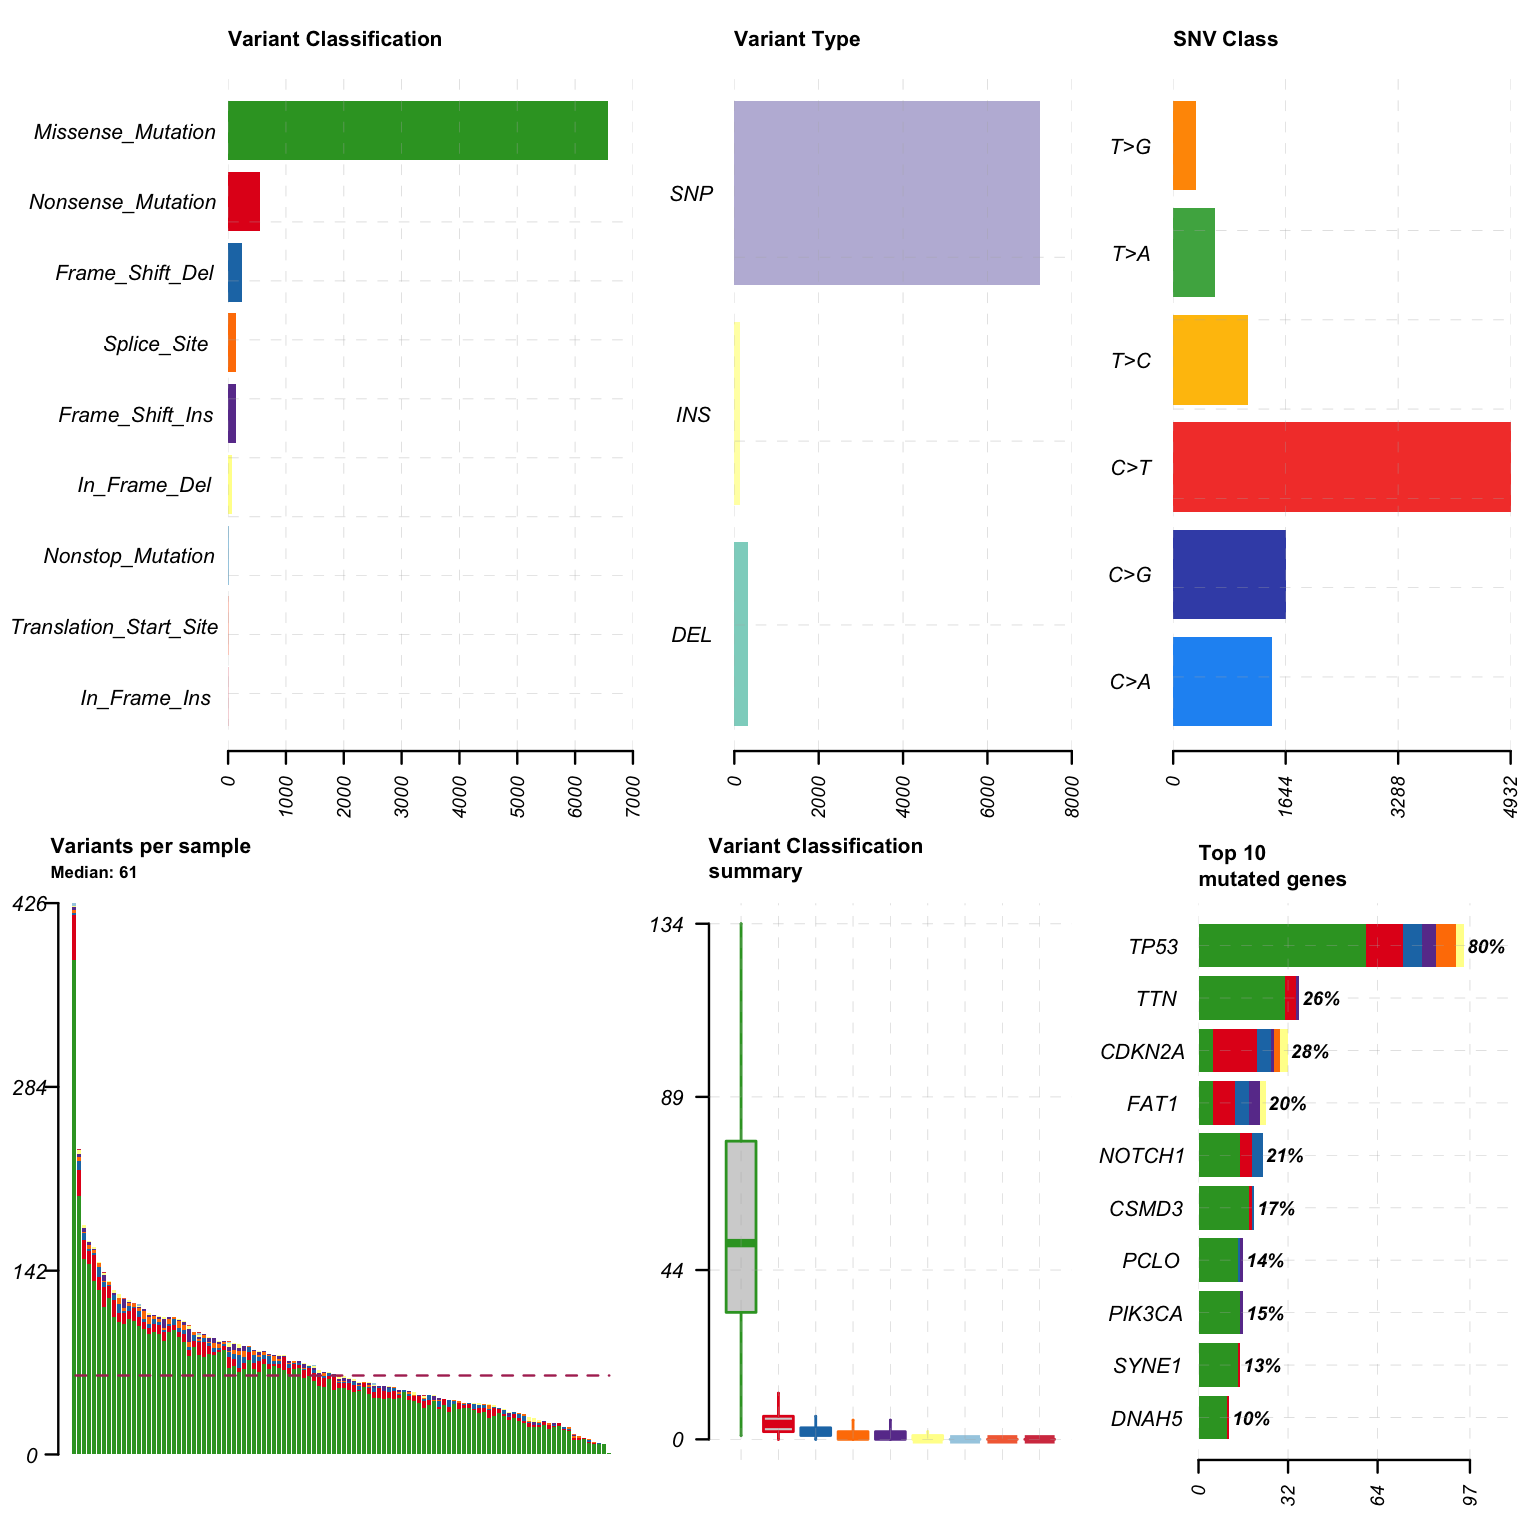 Variant Classification
Missense_Mutation
Nonsense_Mutation
Frame_Shift_Del
Splice_Site
Frame_Shift_Ins
In_Frame_Del
Nonstop_Mutation
Translation_Start_Site
In_Frame_Ins
0
1000
2000
3000
4000
5000
6000
7000
Variant Type
SNP
INS
DEL
0
2000
4000
6000
8000
SNV Class
T>G
T>A
T>C
C>T
C>G
C>A
0
1644
3288
4932
Variants per sample
Median: 61
426
284
142
0
Variant Classification
summary
134
89
44
0
Top 10
mutated genes
TP53 80%
TTN 26%
CDKN2A 28%
FAT1 20%
NOTCH1 21%
CSMD3 17%
PCLO 14%
PIK3CA 15%
SYNE1 13%
DNAH5 10%
0
32
64
97